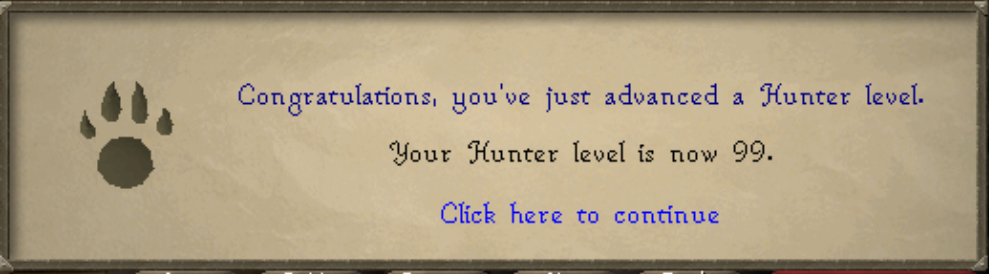 Congratulations, you've just advanced a Hunter level.
Your Hunter level is now 99.
Click here to continue